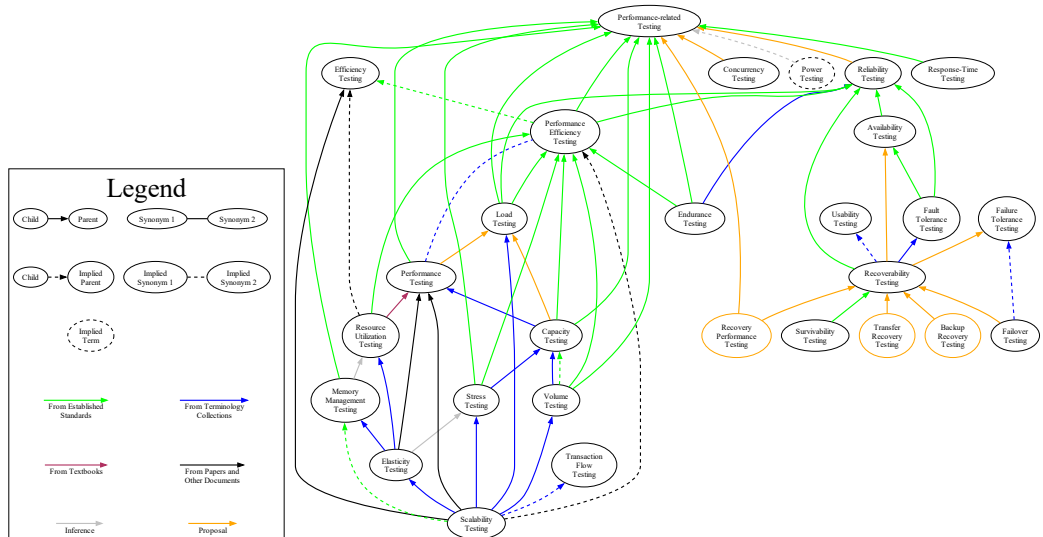 Performance-related
Testing
Efficiency
Testing
Concurrency
Testing
Power
Testing
Reliability
Testing
Response-Time
Testing
Performance
Efficiency
Testing
Availability
Testing
Legend
Child
Parent
Synonym 1
Synonym 2
Load
Testing
Endurance
Testing
Usability
Testing
Fault
Tolerance
Testing
Failure
Tolerance
Testing
Child
Implied
Parent
Implied
Synonym 1
Implied
Synonym 2
Performance
Testing
Recoverability
Testing
Implied
Term
Resource
Utilization
Testing
Capacity
Testing
Recovery
Performance
Testing
Survivability
Testing
Transfer
Recovery
Testing
Backup
Recovery
Testing
Failover
Testing
From Established
Standards
From Terminology
Collections
Memory
Management
Testing
Stress
Testing
Volume
Testing
From Textbooks
From Papers and
Other Documents
Elasticity
Testing
Transaction
Flow
Testing
Inference
Proposal
Scalability
Testing